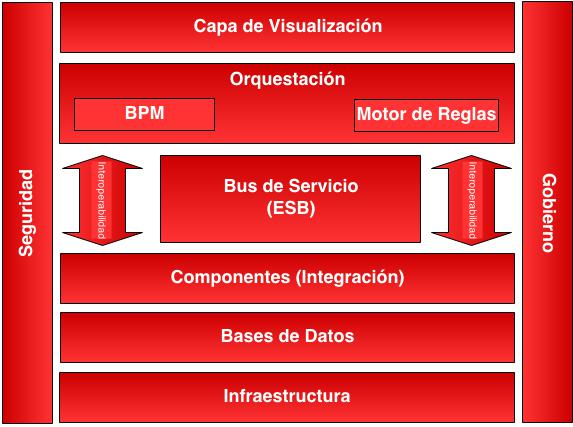 Capa de Visualización
Orquestación
BPM
Motor de Reglas
Seguridad
Interoperabilidad
Bus de Servicio
(ESB)
Interoperabilidad
Gobierno
Componentes (Integración)
Bases de Datos
Infraestructura